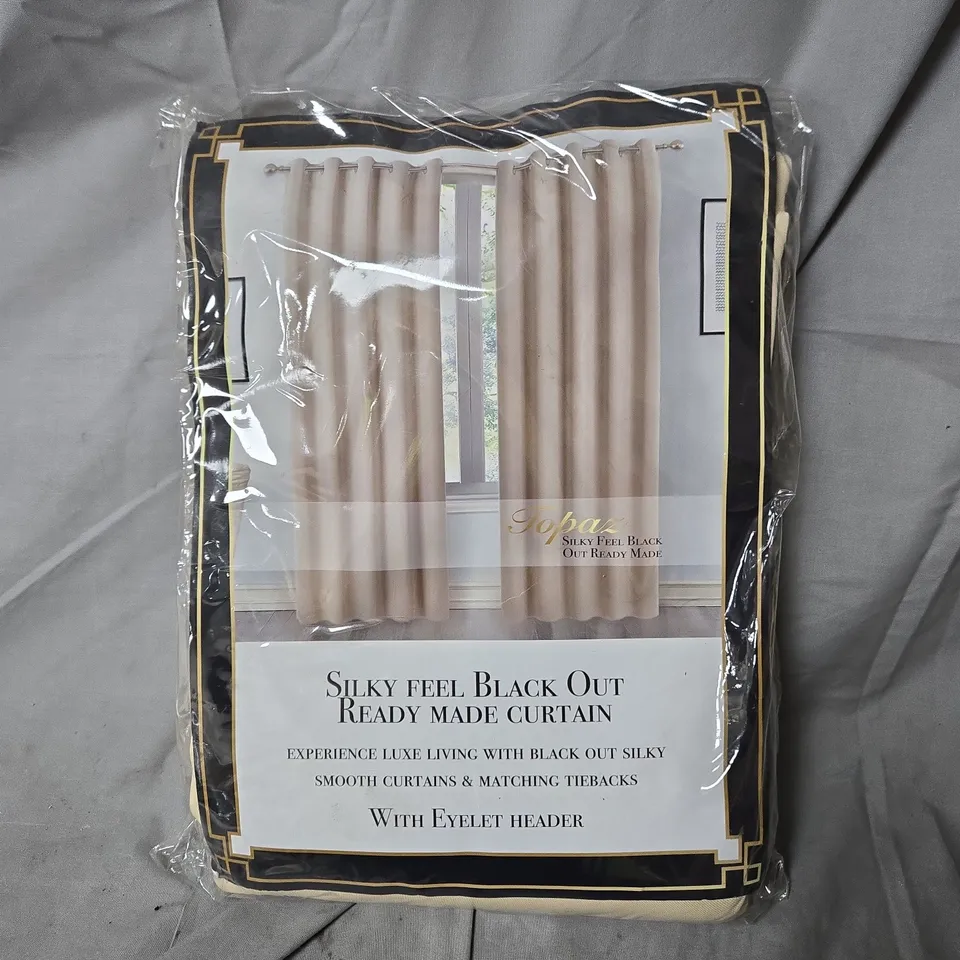 Topaz
Silky Feel Black
Out Ready Made
Silky feel Black Out
Ready made curtain
experience luxe living with black out silky
smooth curtains & matching tiebacks
With Eyelet header